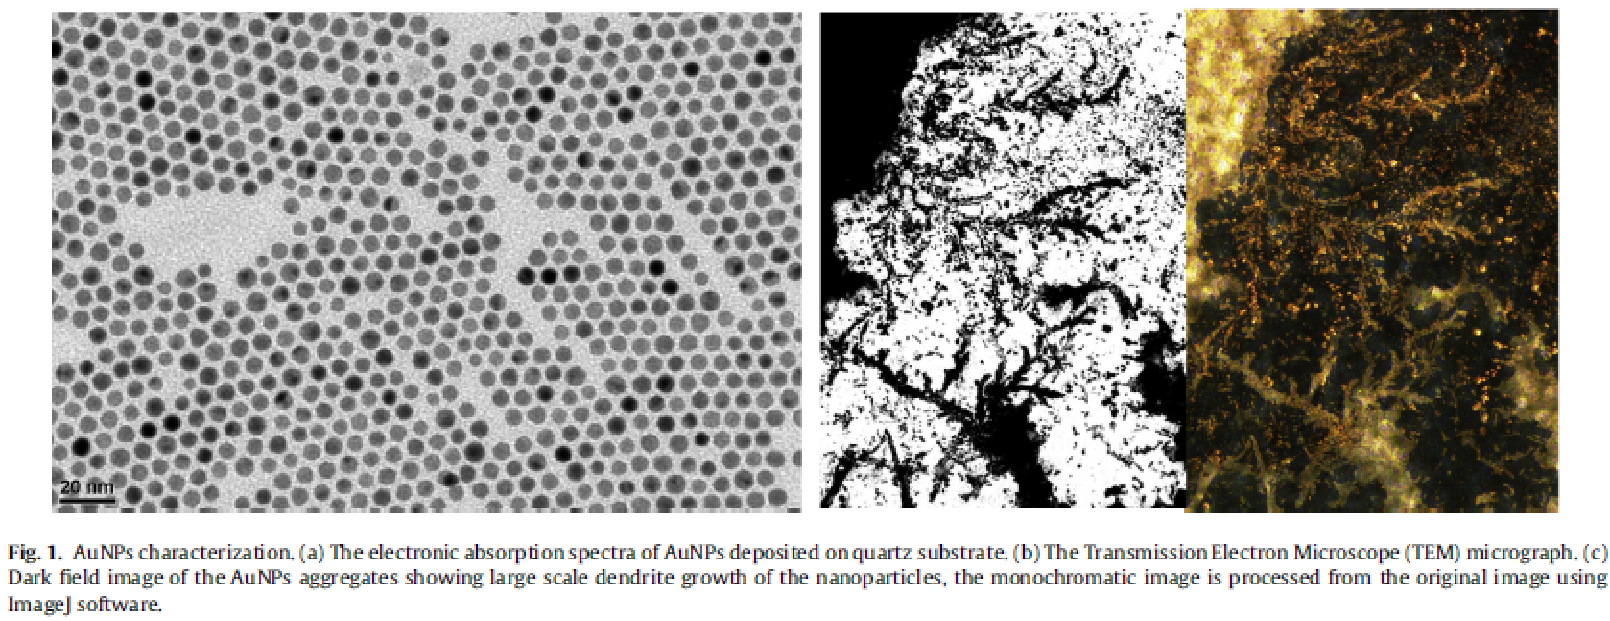 20 nm
Fig. 1. AuNPs characterization. (a) The electronic absorption spectra of AuNPs deposited on quartz substrate. (b) The Transmission Electron Microscope (TEM) micrograph. (c)
Dark field image of the AuNPs aggregates showing large scale dendrite growth of the nanoparticles, the monochromatic image is processed from the original image using
ImageJ software.